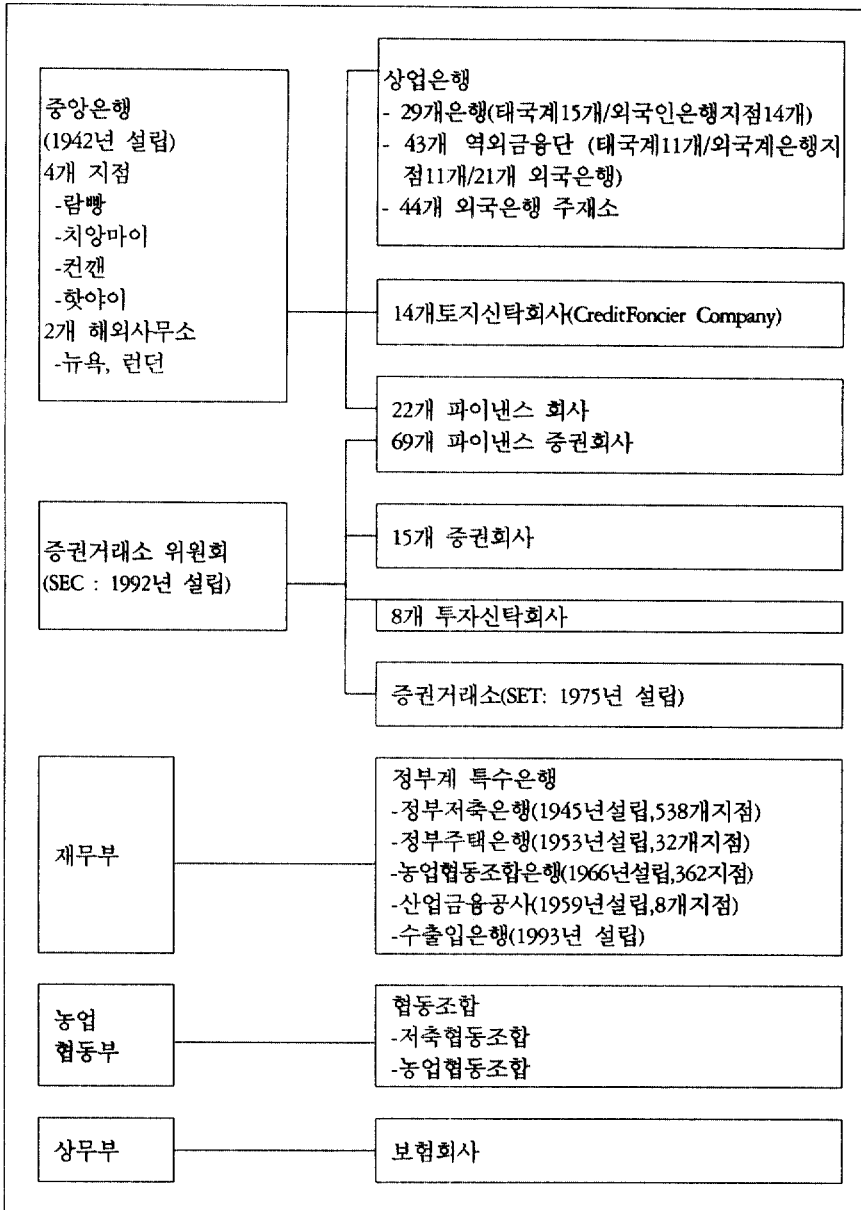 중앙은행
(1942년 설립)
4개 지점
-람빵
-치앙마이
-컨깬
-핫야이
2개 해외사무소
-뉴욕, 런던
상업은행
- 29개은행(태국계15개/외국인은행지점14개)
- 43개 역외금융단 (태국계11개/외국계은행지
점11개/21개 외국은행)
- 44개 외국은행 주재소
14개토지신탁회사(CreditFoncier Company)
22개 파이낸스 회사
69개 파이낸스 증권회사
증권거래소 위원회
(SEC : 1992년 설립)
15개 증권회사
8개 투자신탁회사
증권거래소(SET: 1975년 설립)
재무부
정부계 특수은행
-정부저축은행(1945년설립,538개지점)
-정부주택은행(1953년설립,32개지점)
-농업협동조합은행(1966년설립,362지점)
-산업금융공사(1959년설립,8개지점)
-수출입은행(1993년 설립)
농업
협동부
협동조합
-저축협동조합
-농업협동조합
상무부
보험회사